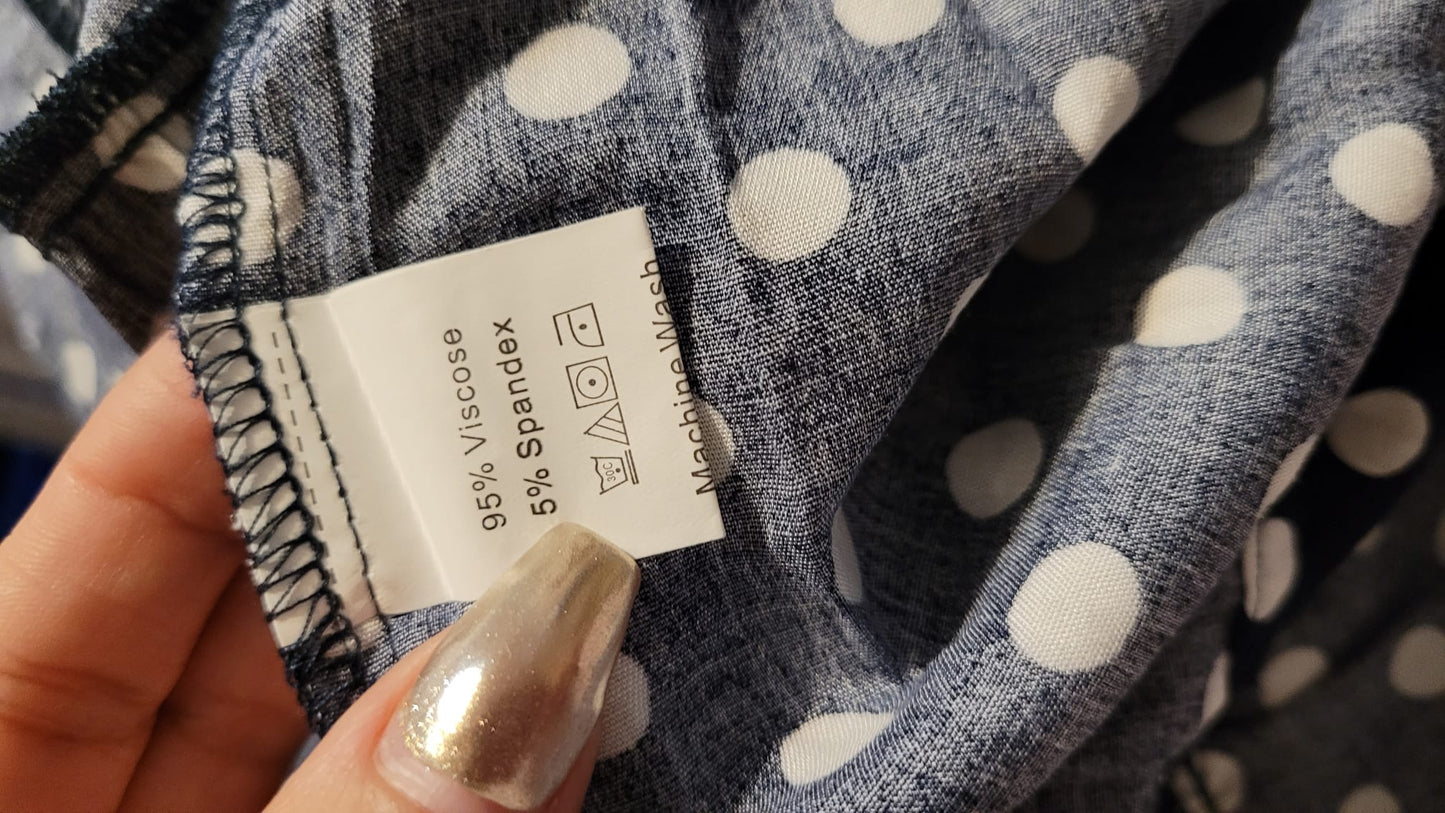 95% Viscose
5% Spandex
30C
Machine Wash